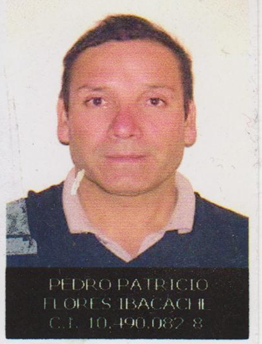 PEDRO PATRICIO
FLORES IBACACHE
C.I. 10.490.082-8